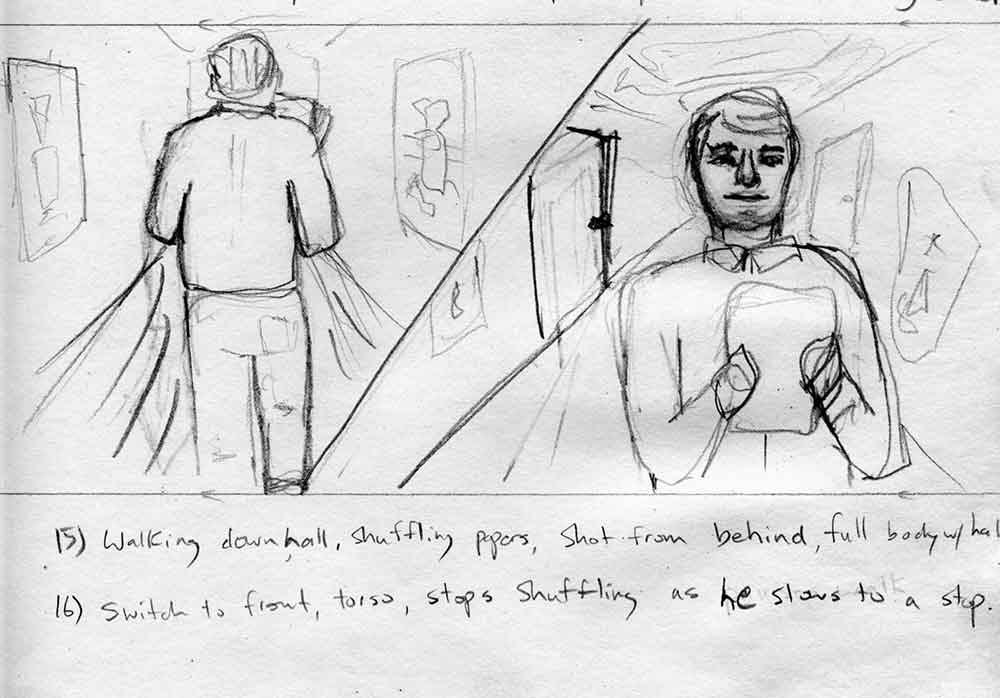 15) Walking down hall, shuffling papers, shot from behind, full body w/ hal
16) Switch to front, torso, stops shuffling as he slows to a stop.